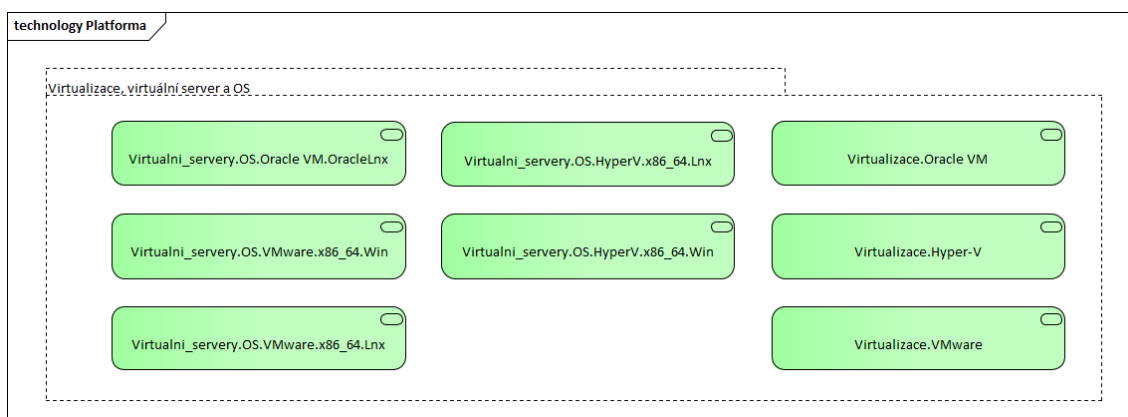 technology Platforma
Virtualizace, virtuální server a OS
Virtualni_servery.OS.Oracle VM.OracleLnx
Virtualni_servery.OS.HyperV.x86_64.Lnx
Virtualizace.Oracle VM
Virtualni_servery.OS.VMware.x86_64.Win
Virtualni_servery.OS.HyperV.x86_64.Win
Virtualizace.Hyper-V
Virtualni_servery.OS.VMware.x86_64.Lnx
Virtualizace.VMware